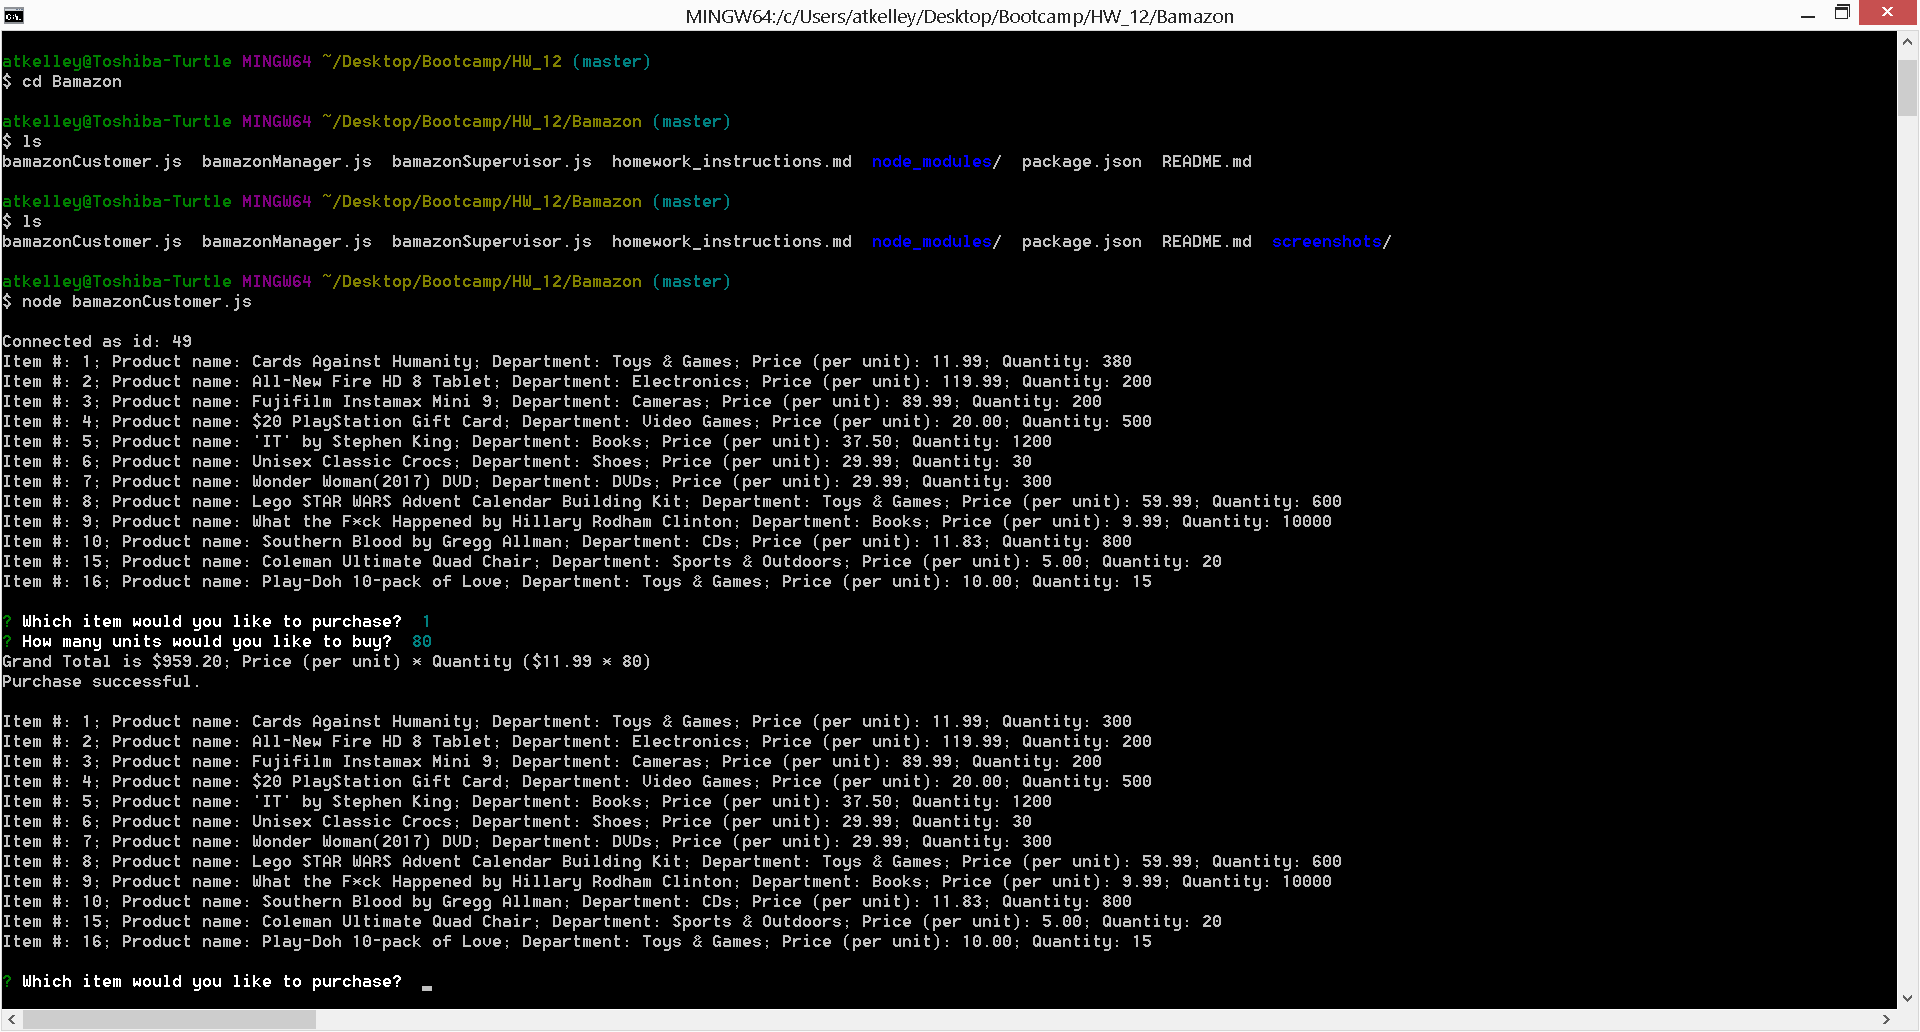 MINGW64:/c/Users/atkelley/Desktop/Bootcamp/HW_12/Bamazon
atkelley@Toshiba-Turtle MINGW64 ~/Desktop/Bootcamp/HW_12 (master)
$ cd Bamazon
atkelley@Toshiba-Turtle MINGW64 ~/Desktop/Bootcamp/HW_12/Bamazon (master)
$ ls
bamazonCustomer.js  bamazonManager.js  bamazonSupervisor.js  homework_instructions.md  node_modules/  package.json  README.md
atkelley@Toshiba-Turtle MINGW64 ~/Desktop/Bootcamp/HW_12/Bamazon (master)
$ ls
bamazonCustomer.js  bamazonManager.js  bamazonSupervisor.js  homework_instructions.md  node_modules/  package.json  README.md  screenshots/
atkelley@Toshiba-Turtle MINGW64 ~/Desktop/Bootcamp/HW_12/Bamazon (master)
$ node bamazonCustomer.js
Connected as id: 49
Item #: 1; Product name: Cards Against Humanity; Department: Toys & Games; Price (per unit): 11.99; Quantity: 380
Item #: 2; Product name: All-New Fire HD 8 Tablet; Department: Electronics; Price (per unit): 119.99; Quantity: 200
Item #: 3; Product name: Fujifilm Instamax Mini 9; Department: Cameras; Price (per unit): 89.99; Quantity: 200
Item #: 4; Product name: $20 PlayStation Gift Card; Department: Video Games; Price (per unit): 20.00; Quantity: 500
Item #: 5; Product name: 'IT' by Stephen King; Department: Books; Price (per unit): 37.50; Quantity: 1200
Item #: 6; Product name: Unisex Classic Crocs; Department: Shoes; Price (per unit): 29.99; Quantity: 30
Item #: 7; Product name: Wonder Woman(2017) DVD; Department: DVDs; Price (per unit): 29.99; Quantity: 300
Item #: 8; Product name: Lego STAR WARS Advent Calendar Building Kit; Department: Toys & Games; Price (per unit): 59.99; Quantity: 600
Item #: 9; Product name: What the F*ck Happened by Hillary Rodham Clinton; Department: Books; Price (per unit): 9.99; Quantity: 10000
Item #: 10; Product name: Southern Blood by Gregg Allman; Department: CDs; Price (per unit): 11.83; Quantity: 800
Item #: 15; Product name: Coleman Ultimate Quad Chair; Department: Sports & Outdoors; Price (per unit): 5.00; Quantity: 20
Item #: 16; Product name: Play-Doh 10-pack of Love; Department: Toys & Games; Price (per unit): 10.00; Quantity: 15
? Which item would you like to purchase?  1
? How many units would you like to buy?  80
Grand Total is $959.20; Price (per unit) * Quantity ($11.99 * 80)
Purchase successful.
Item #: 1; Product name: Cards Against Humanity; Department: Toys & Games; Price (per unit): 11.99; Quantity: 300
Item #: 2; Product name: All-New Fire HD 8 Tablet; Department: Electronics; Price (per unit): 119.99; Quantity: 200
Item #: 3; Product name: Fujifilm Instamax Mini 9; Department: Cameras; Price (per unit): 89.99; Quantity: 200
Item #: 4; Product name: $20 PlayStation Gift Card; Department: Video Games; Price (per unit): 20.00; Quantity: 500
Item #: 5; Product name: 'IT' by Stephen King; Department: Books; Price (per unit): 37.50; Quantity: 1200
Item #: 6; Product name: Unisex Classic Crocs; Department: Shoes; Price (per unit): 29.99; Quantity: 30
Item #: 7; Product name: Wonder Woman(2017) DVD; Department: DVDs; Price (per unit): 29.99; Quantity: 300
Item #: 8; Product name: Lego STAR WARS Advent Calendar Building Kit; Department: Toys & Games; Price (per unit): 59.99; Quantity: 600
Item #: 9; Product name: What the F*ck Happened by Hillary Rodham Clinton; Department: Books; Price (per unit): 9.99; Quantity: 10000
Item #: 10; Product name: Southern Blood by Gregg Allman; Department: CDs; Price (per unit): 11.83; Quantity: 800
Item #: 15; Product name: Coleman Ultimate Quad Chair; Department: Sports & Outdoors; Price (per unit): 5.00; Quantity: 20
Item #: 16; Product name: Play-Doh 10-pack of Love; Department: Toys & Games; Price (per unit): 10.00; Quantity: 15
? Which item would you like to purchase?